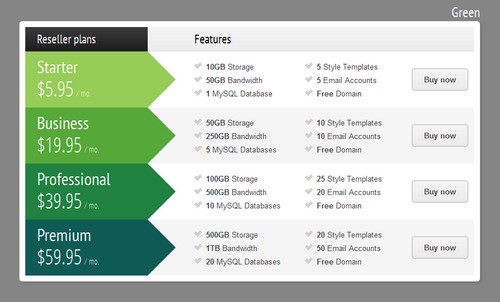 Green
Reseller plans
Features
Starter
$5.95 / mo.
10GB Storage
50GB Bandwidth
1 MySQL Database
5 Style Templates
5 Email Accounts
Free Domain
Buy now
Business
$19.95 / mo.
50GB Storage
250GB Bandwidth
5 MySQL Databases
10 Style Templates
10 Email Accounts
Free Domain
Buy now
Professional
$39.95 / mo.
100GB Storage
500GB Bandwidth
10 MySQL Databases
25 Style Templates
20 Email Accounts
Free Domain
Buy now
Premium
$59.95 / mo.
500GB Storage
1TB Bandwidth
20 MySQL Databases
20 Style Templates
50 Email Accounts
Free Domain
Buy now